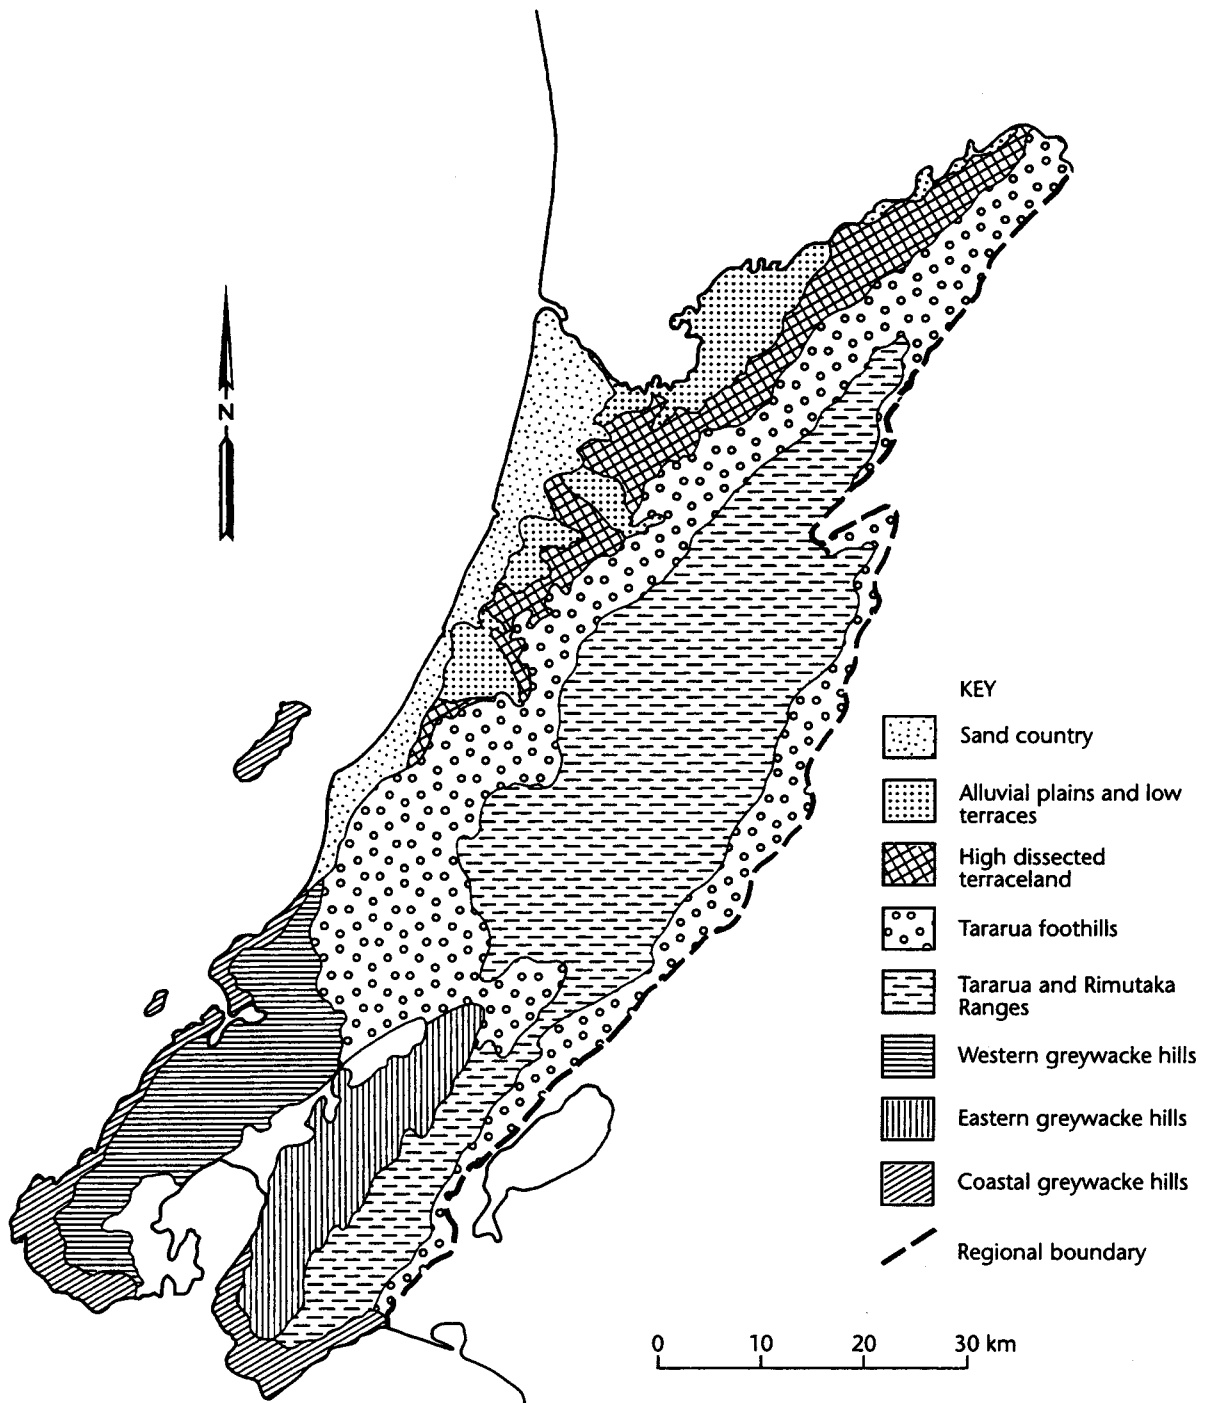 N
KEY
Sand country
Alluvial plains and low
terraces
High dissected
terraceland
Tararua foothills
Tararua and Rimutaka
Ranges
Western greywacke hills
Eastern greywacke hills
Coastal greywacke hills
Regional boundary
0 10 20 30 km